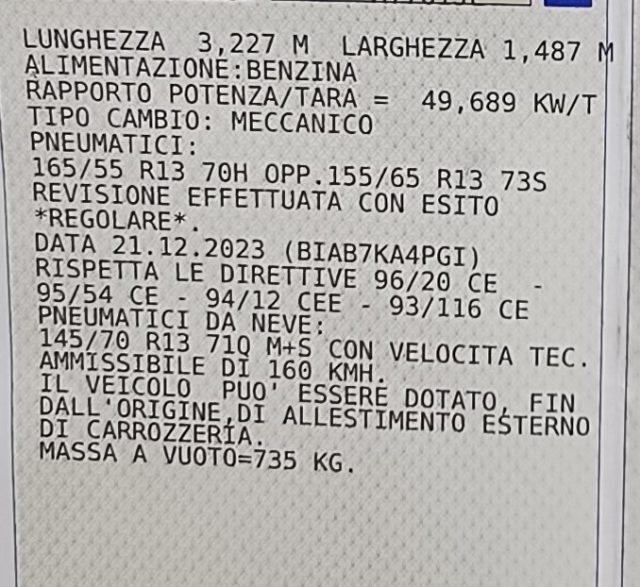 LUNGHEZZA 3,227 M LARGHEZZA 1,487 M
ALIMENTAZIONE:BENZINA
RAPPORTO POTENZA/TARA = 49,689 KW/T
TIPO CAMBIO: MECCANICO
PNEUMATICI:
165/55 R13 70H OPP.155/65 R13 73S
REVISIONE EFFETTUATA CON ESITO
*REGOLARE*.
DATA 21.12.2023 (BIAB7KA4PGI)
RISPETTA LE DIRETTIVE 96/20 CE -
95/54 CE - 94/12 CEE - 93/116 CE
PNEUMATICI DA NEVE:
145/70 R13 71Q M+S CON VELOCITA TEC.
AMMISSIBILE DI 160 KMH.
IL VEICOLO PUO' ESSERE DOTATO, FIN
DALL'ORIGINE,DI ALLESTIMENTO ESTERNO
DI CARROZZERIA.
MASSA A VUOTO=735 KG.